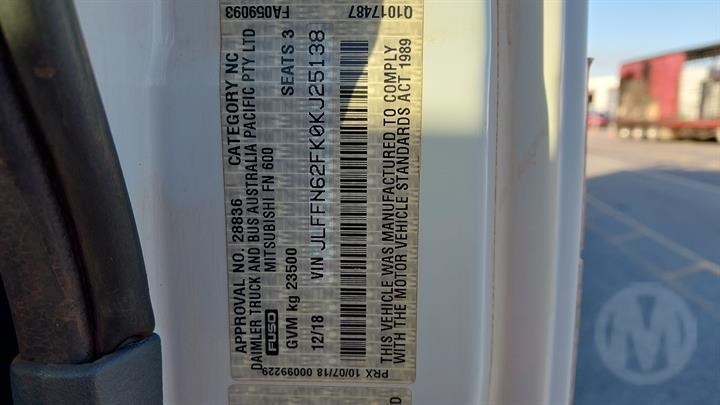 APPROVAL NO. 28836 CATEGORY NC FA059093
DAIMLER TRUCK AND BUS AUSTRALIA PACIFIC PTY LTD
FUSO MITSUBISHI FN 600
GVM kg 23500 SEATS 3
12/18 VIN JLFFN62FK0KJ25138
THIS VEHICLE WAS MANUFACTURED TO COMPLY
WITH THE MOTOR VEHICLE STANDARDS ACT 1989
PRX 10/07/18 000999229 Q1017487
M